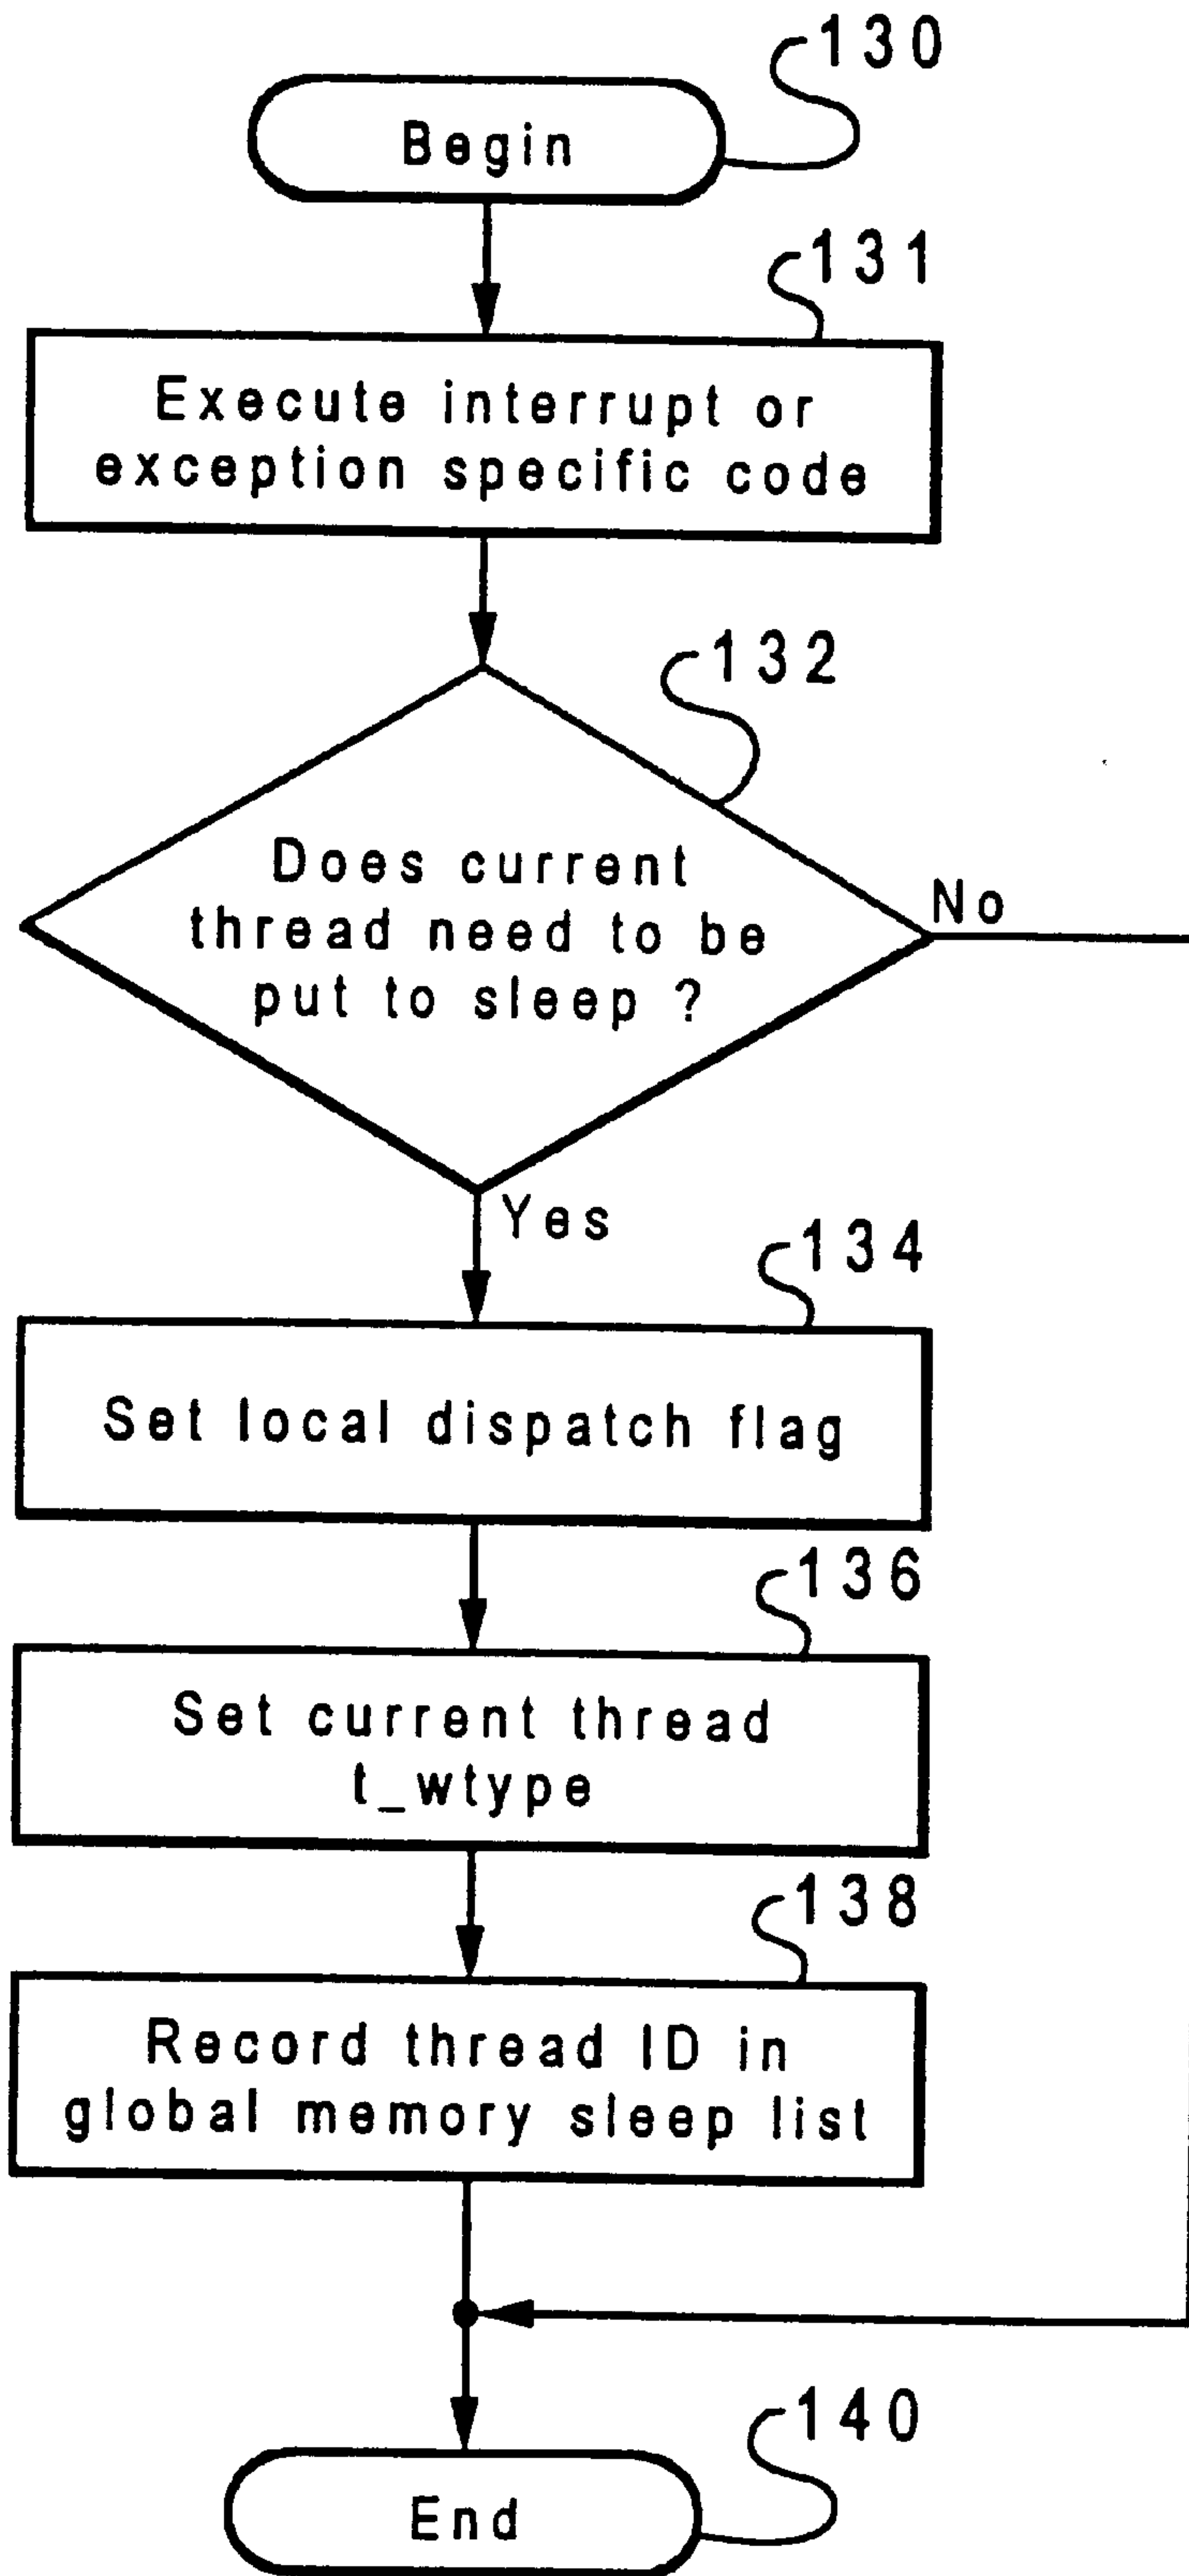 130
Begin
131
Execute interrupt or
exception specific code
132
Does current
thread need to be
put to sleep ?
No
Yes
134
Set local dispatch flag
136
Set current thread
t_wtype
138
Record thread ID in
global memory sleep list
140
End